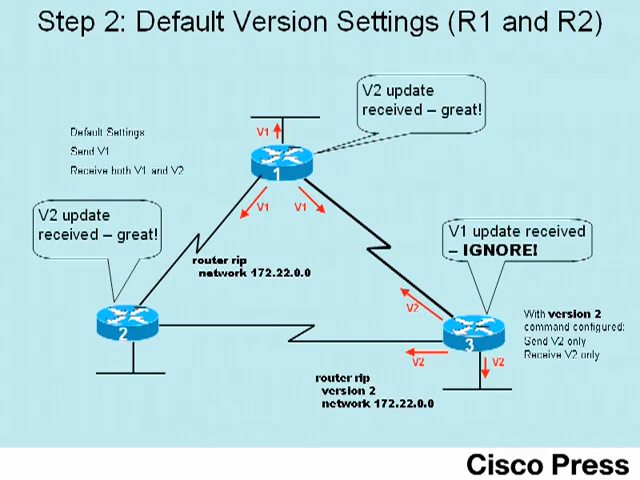 Step 2: Default Version Settings (R1 and R2)
V2 update
received – great!
Default Settings:
Send V1
Receive both V1 and V2
V1
1
V1
V1
V2 update
received – great!
V1 update received
– IGNORE!
router rip
network 172.22.0.0
2
V2
3
With version 2
command configured:
Send V2 only
Receive V2 only
V2
V2
router rip
version 2
network 172.22.0.0
Cisco Press